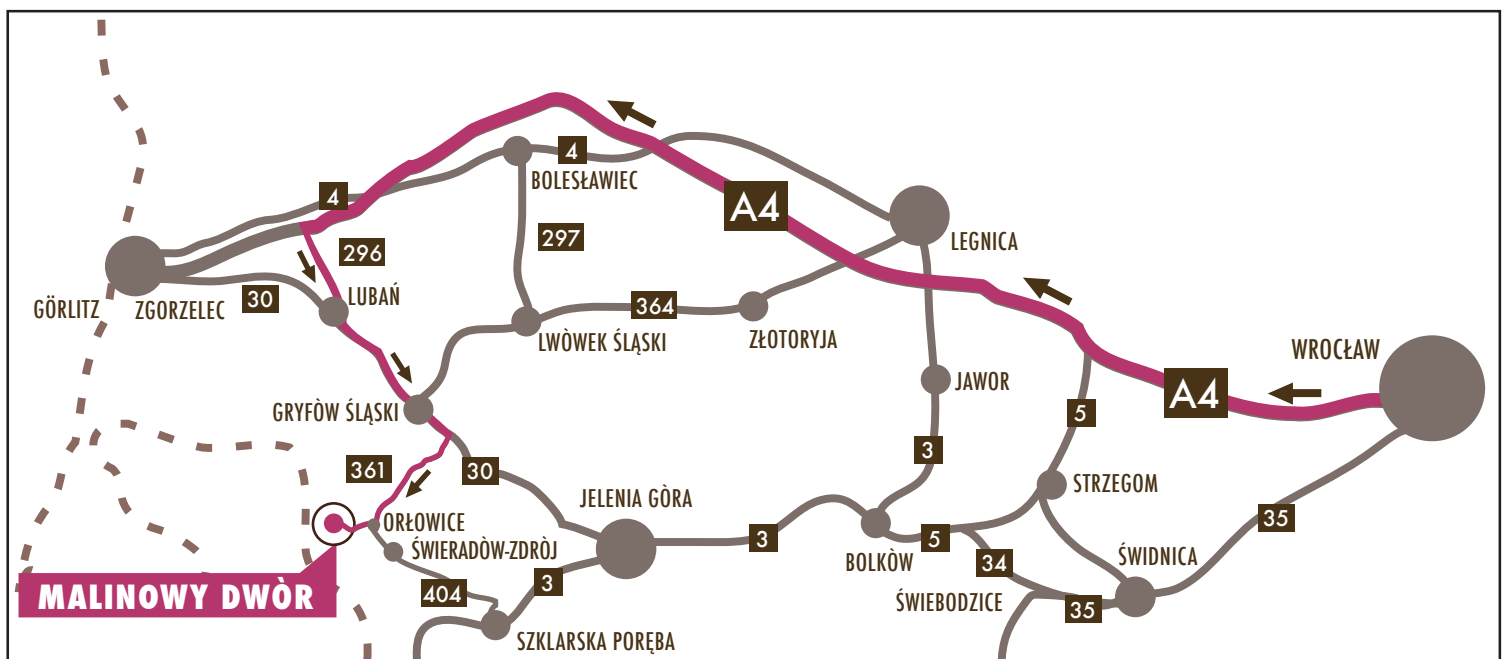 4
BOLESŁAWIEC
4
A4
297
296
LEGNICA
GÖRLITZ
ZGORZELEC
30
LUBAŃ
364
LWÒWEK ŚLĄSKI
ZŁOTORYJA
WROCŁAW
A4
JAWOR
GRYFÒW ŚLĄSKI
5
3
361
30
JELENIA GÒRA
STRZEGOM
ORŁOWICE
ŚWIERADÒW-ZDRÒJ
3
BOLKÒW
5
35
34
ŚWIDNICA
MALINOWY DWÒR
404
3
ŚWIEBODZICE
35
SZKLARSKA PORĘBA